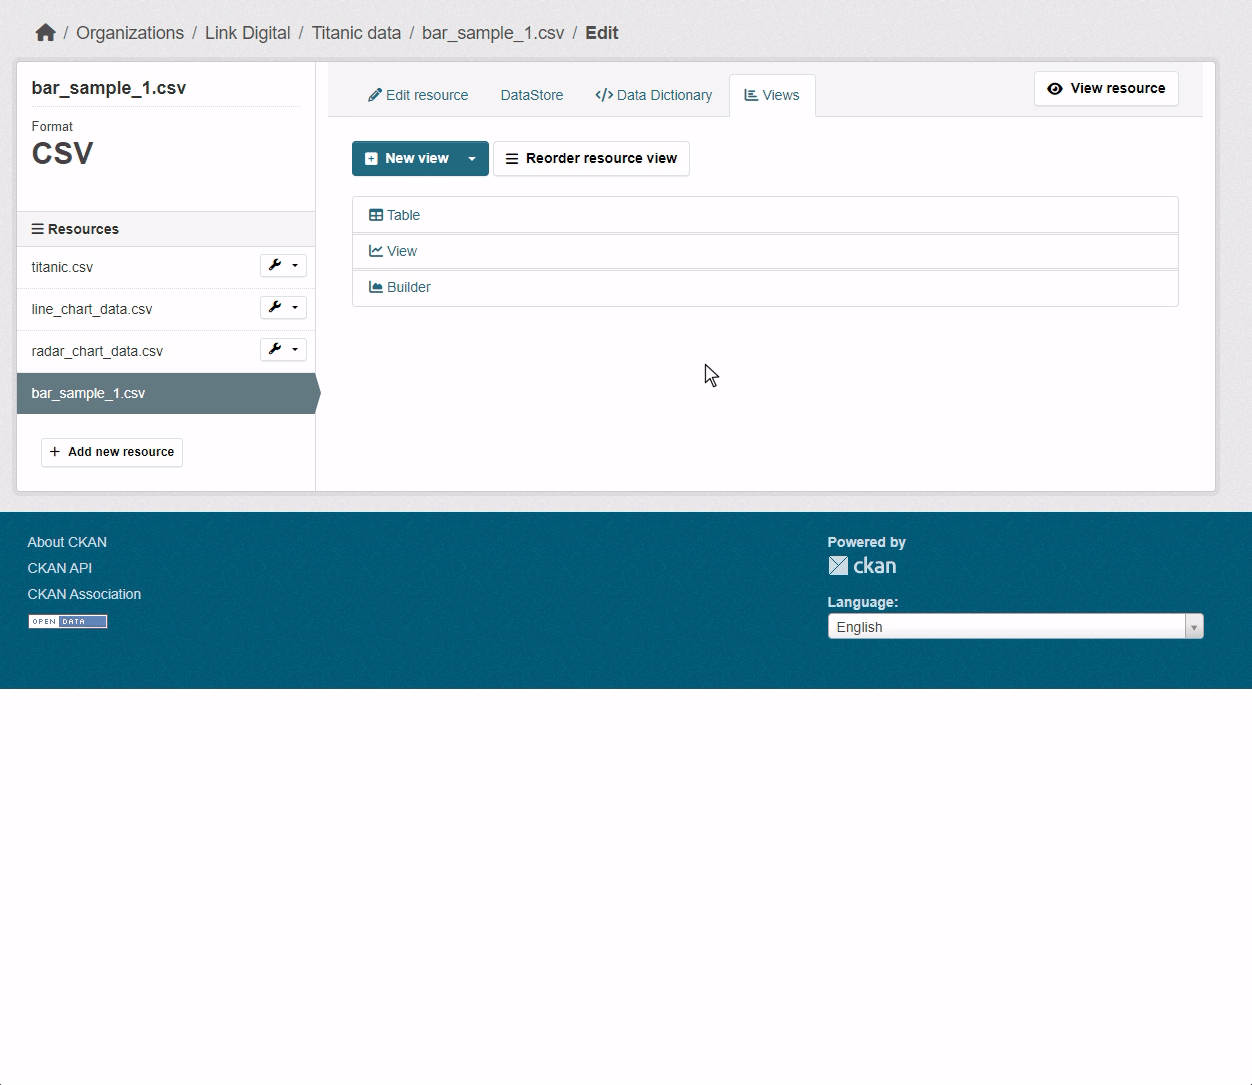 / Organizations / Link Digital / Titanic data / bar_sample_1.csv / Edit
bar_sample_1.csv
Format
CSV
Resources
titanic.csv
line_chart_data.csv
radar_chart_data.csv
bar_sample_1.csv
Add new resource
Edit resource DataStore Data Dictionary Views View resource
New view Reorder resource view
Table
View
Builder
About CKAN
CKAN API
CKAN Association
OPEN DATA
Powered by
ckan
Language:
English